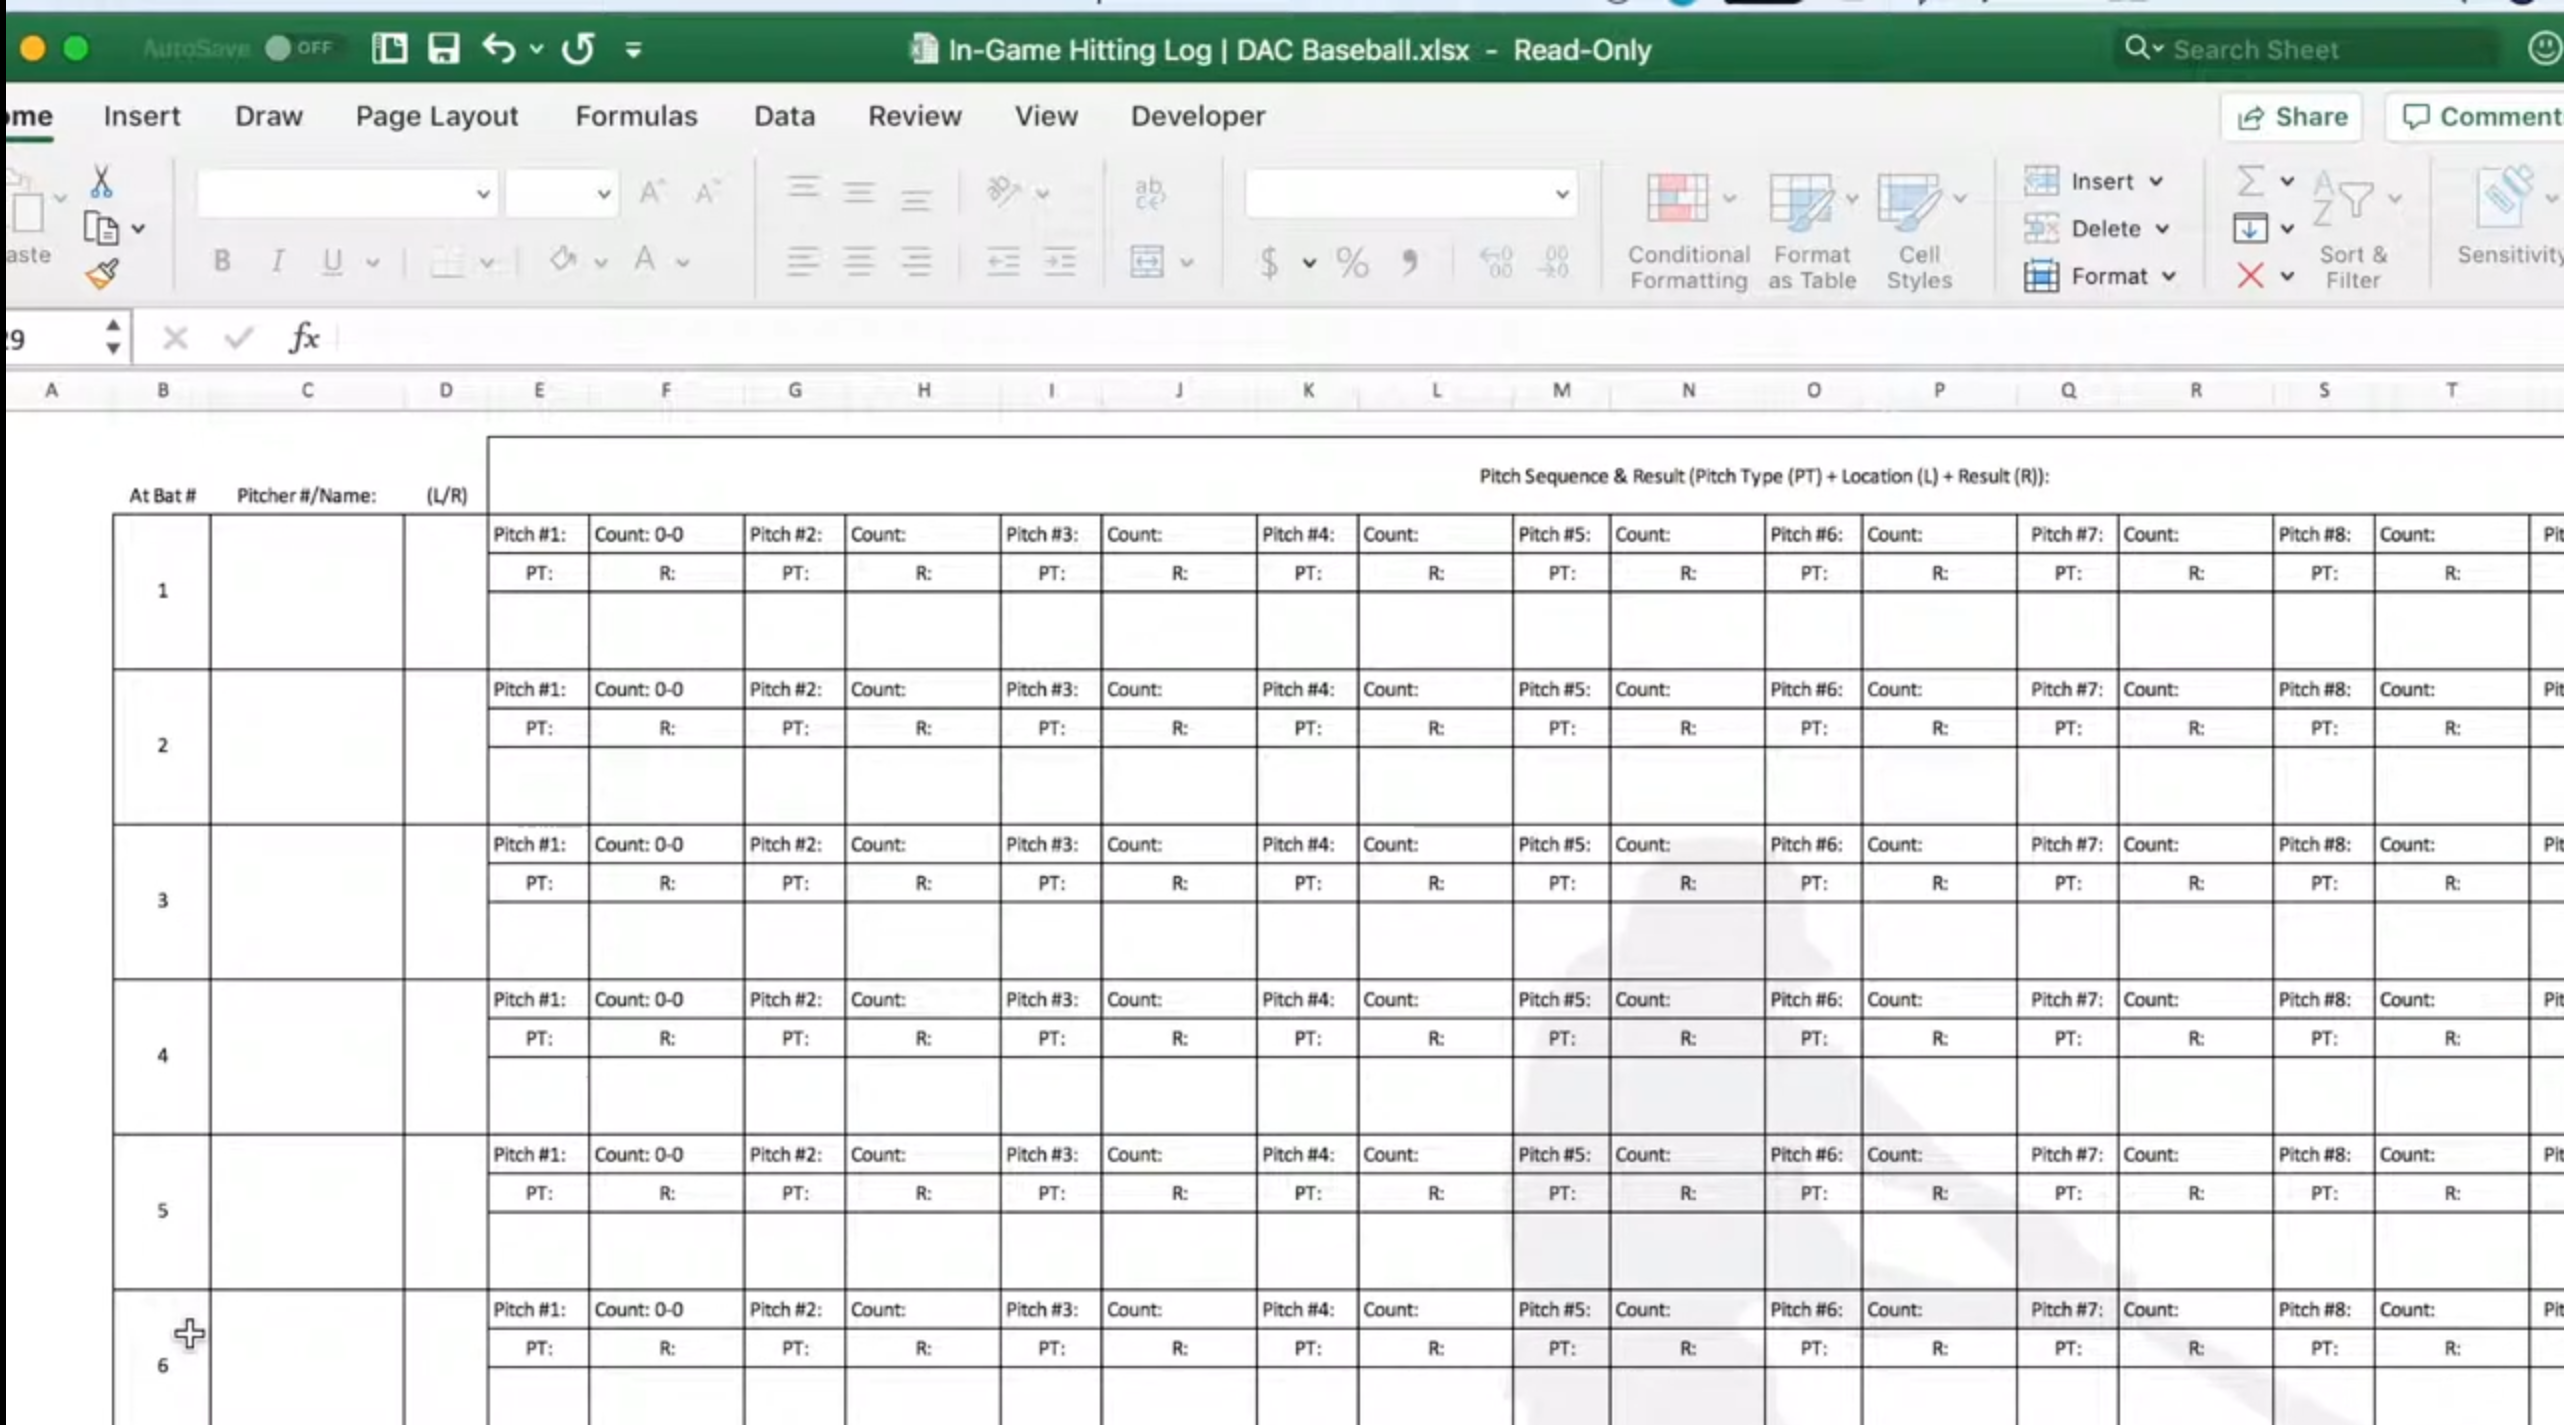 AutoSave OFF In-Game Hitting Log | DAC Baseball.xlsx - Read-Only Search Sheet
ome Insert Draw Page Layout Formulas Data Review View Developer Share Comment
aste B I U A A A ab $ % Conditional Formatting Format as Table Cell Styles Insert Delete Format Sort & Filter Sensitivity
9 fx
A B C D E F G H I J K L M N O P Q R S T
Pitch Sequence & Result (Pitch Type (PT) + Location (L) + Result (R)):
At Bat # Pitcher #/Name: (L/R)
Pitch #1: Count: 0-0 Pitch #2: Count: Pitch #3: Count: Pitch #4: Count: Pitch #5: Count: Pitch #6: Count: Pitch #7: Count: Pitch #8: Count: Pit
PT: R: PT: R: PT: R: PT: R: PT: R: PT: R: PT: R: PT: R:
1
Pitch #1: Count: 0-0 Pitch #2: Count: Pitch #3: Count: Pitch #4: Count: Pitch #5: Count: Pitch #6: Count: Pitch #7: Count: Pitch #8: Count: Pit
PT: R: PT: R: PT: R: PT: R: PT: R: PT: R: PT: R: PT: R:
2
Pitch #1: Count: 0-0 Pitch #2: Count: Pitch #3: Count: Pitch #4: Count: Pitch #5: Count: Pitch #6: Count: Pitch #7: Count: Pitch #8: Count: Pit
PT: R: PT: R: PT: R: PT: R: PT: R: PT: R: PT: R: PT: R:
3
Pitch #1: Count: 0-0 Pitch #2: Count: Pitch #3: Count: Pitch #4: Count: Pitch #5: Count: Pitch #6: Count: Pitch #7: Count: Pitch #8: Count: Pit
PT: R: PT: R: PT: R: PT: R: PT: R: PT: R: PT: R: PT: R:
4
Pitch #1: Count: 0-0 Pitch #2: Count: Pitch #3: Count: Pitch #4: Count: Pitch #5: Count: Pitch #6: Count: Pitch #7: Count: Pitch #8: Count: Pit
PT: R: PT: R: PT: R: PT: R: PT: R: PT: R: PT: R: PT: R:
5
Pitch #1: Count: 0-0 Pitch #2: Count: Pitch #3: Count: Pitch #4: Count: Pitch #5: Count: Pitch #6: Count: Pitch #7: Count: Pitch #8: Count: Pit
PT: R: PT: R: PT: R: PT: R: PT: R: PT: R: PT: R: PT: R:
6